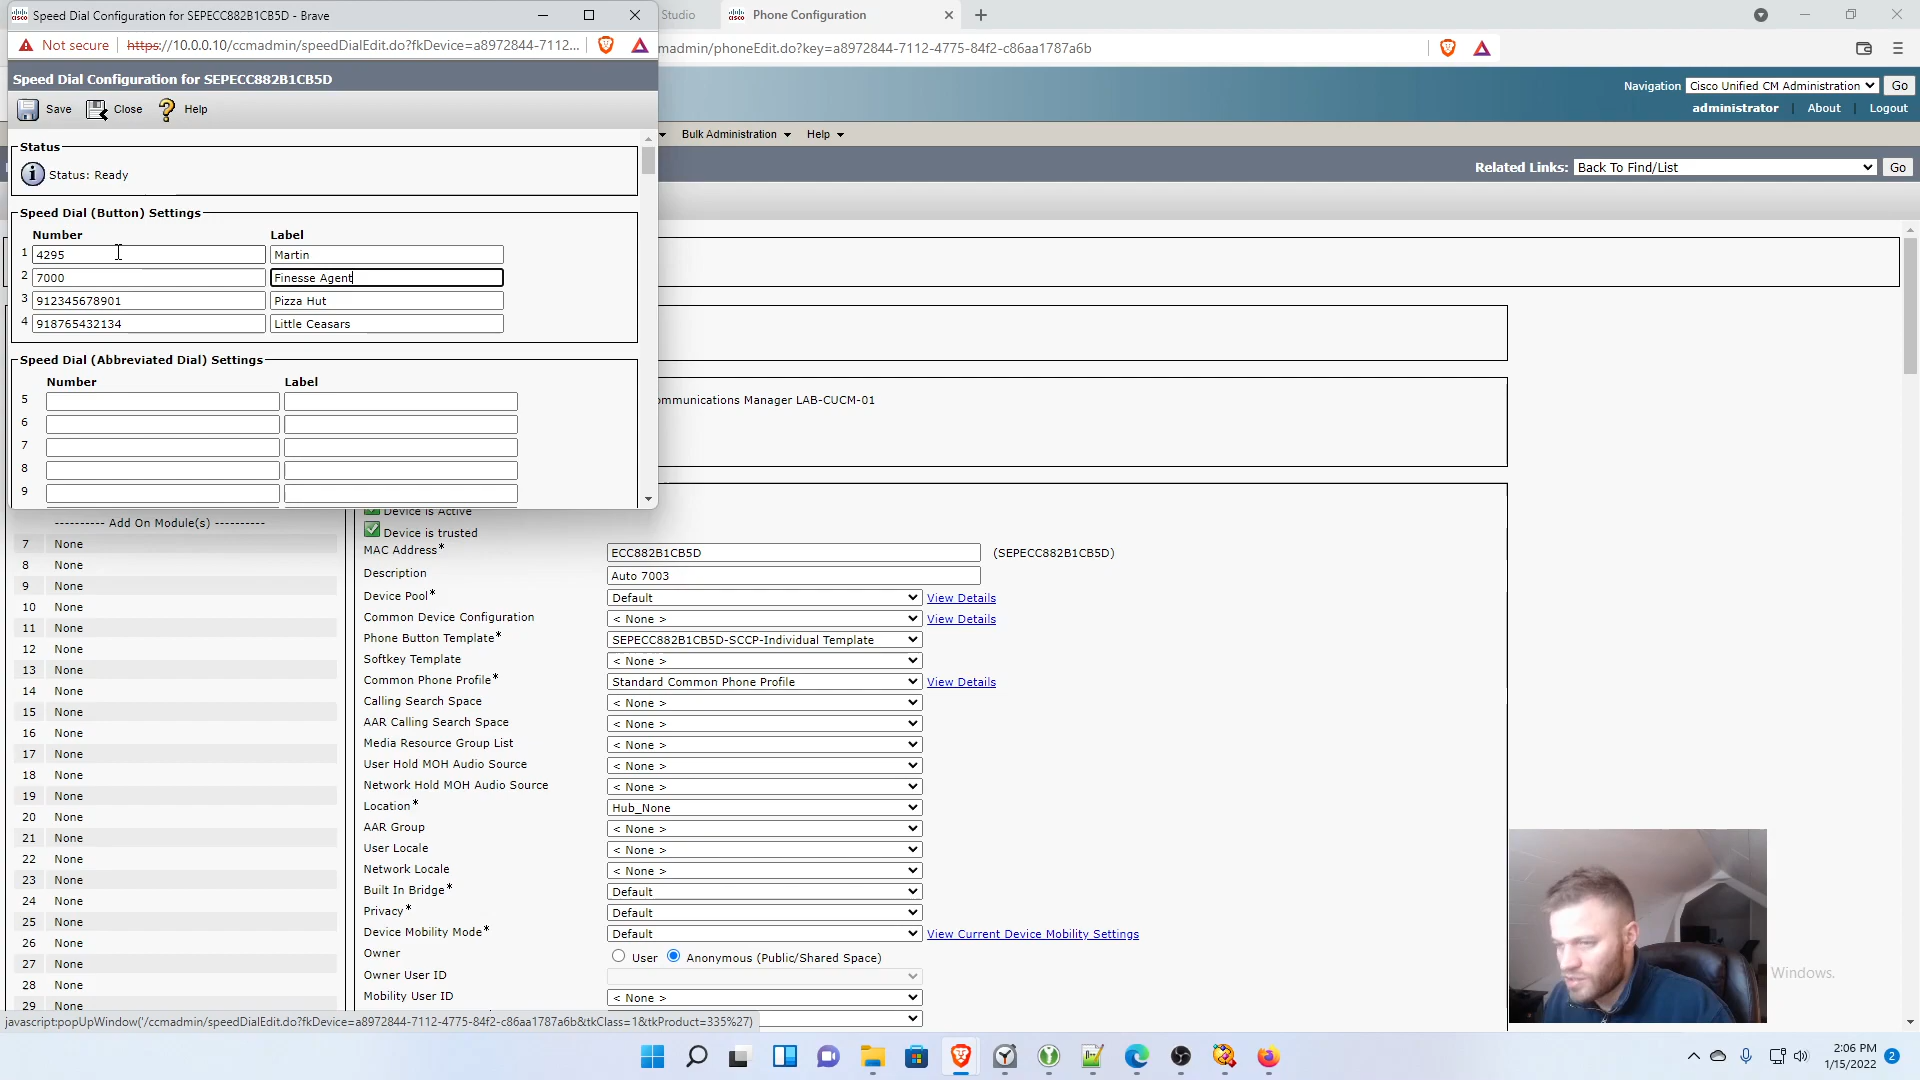 Speed Dial Configuration for SEPECC882B1CB5D - Brave
Studio
Phone Configuration
Not secure
https://10.0.0.10/ccmadmin/speedDialEdit.do?fkDevice=a8972844-7112...
madmin/phoneEdit.do?key=a8972844-7112-4775-84f2-c86aa1787a6b
Speed Dial Configuration for SEPECC882B1CB5D
Navigation Cisco Unified CM Administration Go
administrator | About | Logout
Save Close Help
Bulk Administration Help
Status
Status: Ready
Related Links: Back To Find/List Go
Speed Dial (Button) Settings
Number Label
1 4295 Martin
2 7000 Finesse Agent
3 912345678901 Pizza Hut
4 918765432134 Little Ceasars
Speed Dial (Abbreviated Dial) Settings
Number Label
5
6
7
8
9
ommunications Manager LAB-CUCM-01
---------- Add On Module(s) ----------
7 None
8 None
9 None
10 None
11 None
12 None
13 None
14 None
15 None
16 None
17 None
18 None
19 None
20 None
21 None
22 None
23 None
24 None
25 None
26 None
27 None
28 None
29 None
Device is Active
Device is trusted
MAC Address* ECC882B1CB5D (SEPECC882B1CB5D)
Description Auto 7003
Device Pool* Default View Details
Common Device Configuration < None > View Details
Phone Button Template* SEPECC882B1CB5D-SCCP-Individual Template
Softkey Template < None >
Common Phone Profile* Standard Common Phone Profile View Details
Calling Search Space < None >
AAR Calling Search Space < None >
Media Resource Group List < None >
User Hold MOH Audio Source < None >
Network Hold MOH Audio Source < None >
Location* Hub_None
AAR Group < None >
User Locale < None >
Network Locale < None >
Built In Bridge* Default
Privacy* Default
Device Mobility Mode* Default View Current Device Mobility Settings
Owner User Anonymous (Public/Shared Space)
Owner User ID
Mobility User ID < None >
Windows.
javascript:popUpWindow('/ccmadmin/speedDialEdit.do?fkDevice=a8972844-7112-4775-84f2-c86aa1787a6b&tkClass=1&tkProduct=335%27)
2:06 PM
1/15/2022
2